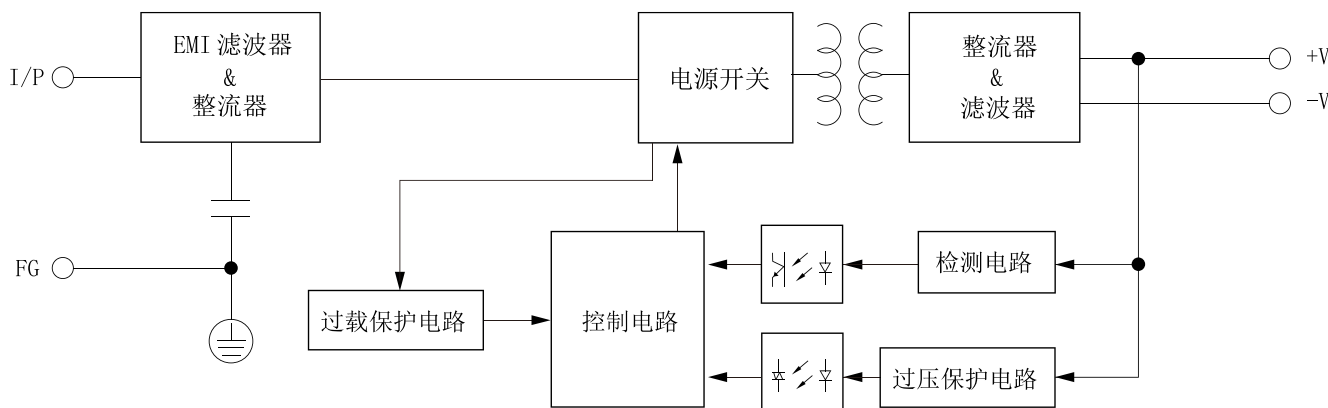 EMI 滤波器
&
整流器
I/P
电源开关
整流器
&
滤波器
+V
-V
FG
过载保护电路
控制电路
检测电路
过压保护电路